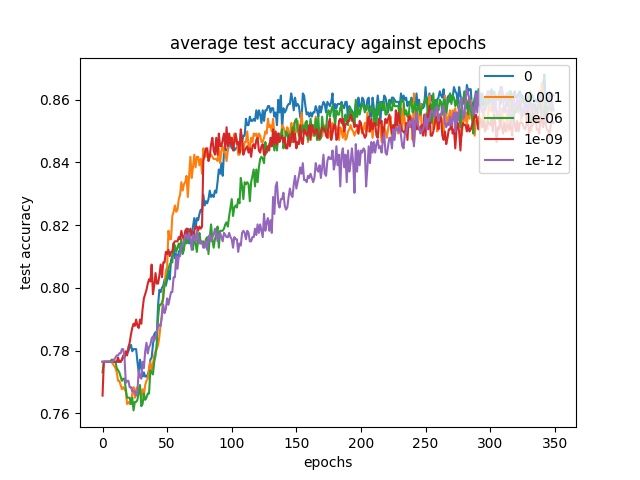 average test accuracy against epochs
test accuracy
0.86
0.84
0.82
0.80
0.78
0.76
0
0.001
1e-06
1e-09
1e-12
0 50 100 150 200 250 300 350
epochs